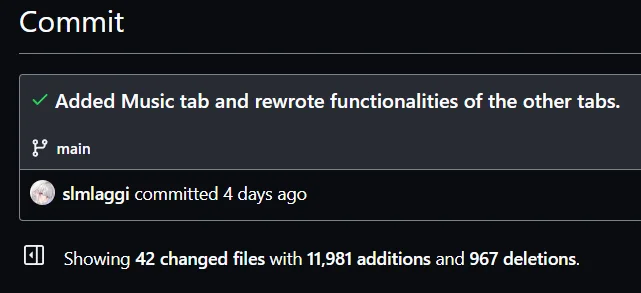 Commit
Added Music tab and rewrote functionalities of the other tabs.
main
slmlaggi committed 4 days ago
Showing 42 changed files with 11,981 additions and 967 deletions.